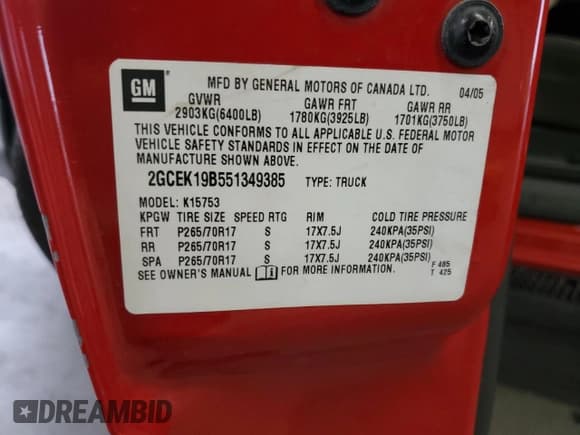 GM
MFD BY GENERAL MOTORS OF CANADA LTD. 04/05
GVWR GAWR FRT GAWR RR
2903KG(6400LB) 1780KG(3925LB) 1701KG(3750LB)
THIS VEHICLE CONFORMS TO ALL APPLICABLE U.S. FEDERAL MOTOR
VEHICLE SAFETY STANDARDS IN EFFECT ON THE DATE OF
MANUFACTURE SHOWN ABOVE.
2GCEK19B551349385 TYPE: TRUCK
MODEL: K15753
KPGW TIRE SIZE SPEED RTG RIM COLD TIRE PRESSURE
FRT P265/70R17 S 17X7.5J 240KPA(35PSI)
RR P265/70R17 S 17X7.5J 240KPA(35PSI)
SPA P265/70R17 S 17X7.5J 240KPA(35PSI)
SEE OWNER'S MANUAL FOR MORE INFORMATION.
F 485
T 425
DREAMBID